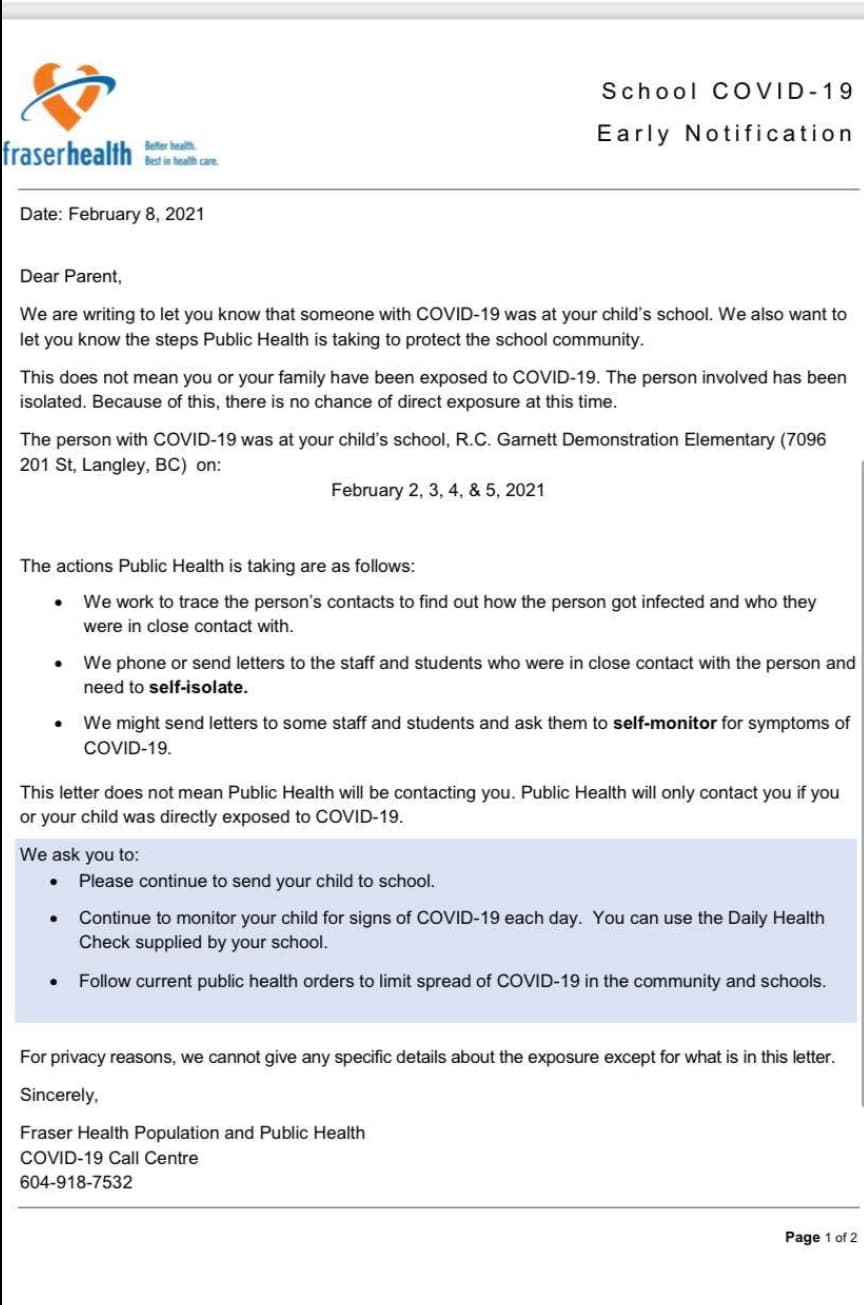 fraserhealth
Better health.
Best in health care.
School COVID-19
Early Notification
Date: February 8, 2021
Dear Parent,
We are writing to let you know that someone with COVID-19 was at your child's school. We also want to
let you know the steps Public Health is taking to protect the school community.
This does not mean you or your family have been exposed to COVID-19. The person involved has been
isolated. Because of this, there is no chance of direct exposure at this time.
The person with COVID-19 was at your child's school, R.C. Garnett Demonstration Elementary (7096
201 St, Langley, BC) on:
February 2, 3, 4, & 5, 2021
The actions Public Health is taking are as follows:
• We work to trace the person's contacts to find out how the person got infected and who they
were in close contact with.
• We phone or send letters to the staff and students who were in close contact with the person and
need to self-isolate.
• We might send letters to some staff and students and ask them to self-monitor for symptoms of
COVID-19.
This letter does not mean Public Health will be contacting you. Public Health will only contact you if you
or your child was directly exposed to COVID-19.
We ask you to:
• Please continue to send your child to school.
• Continue to monitor your child for signs of COVID-19 each day. You can use the Daily Health
Check supplied by your school.
• Follow current public health orders to limit spread of COVID-19 in the community and schools.
For privacy reasons, we cannot give any specific details about the exposure except for what is in this letter.
Sincerely,
Fraser Health Population and Public Health
COVID-19 Call Centre
604-918-7532
Page 1 of 2